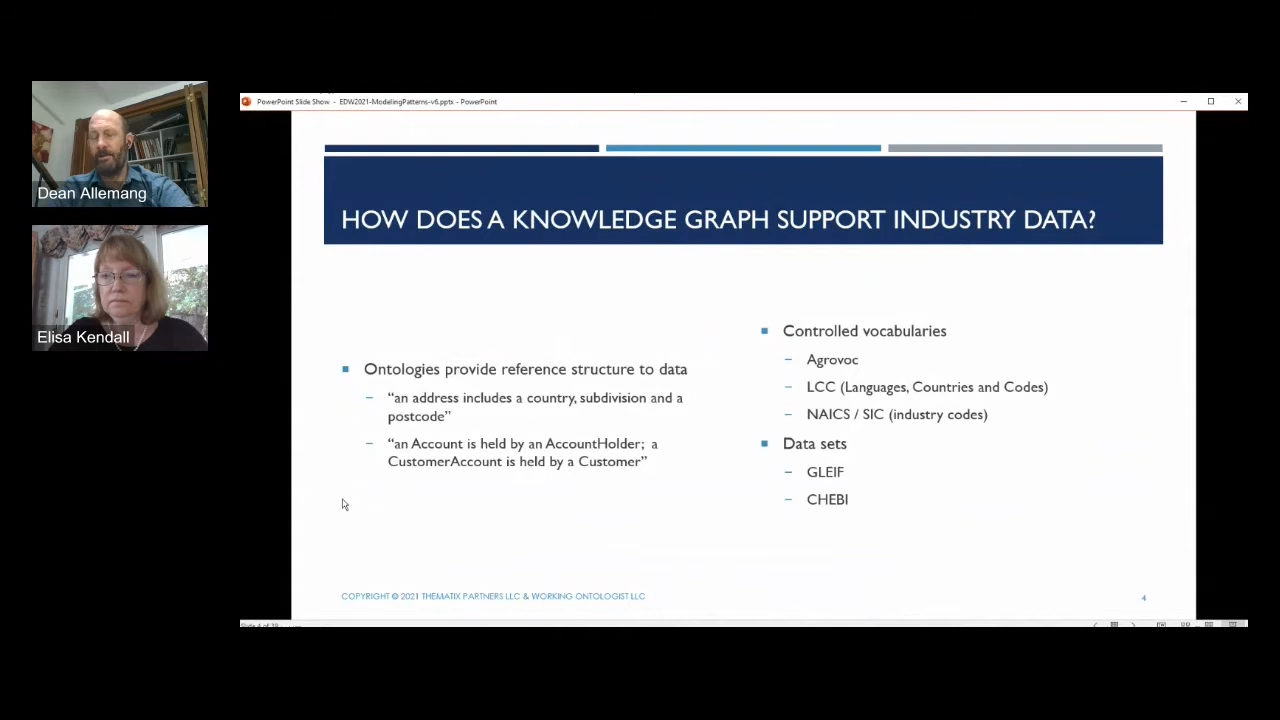 PowerPoint Slide Show - EDW2021-ModelingPatterns-v6.pptx - PowerPoint
Dean Allemang
Elisa Kendall
HOW DOES A KNOWLEDGE GRAPH SUPPORT INDUSTRY DATA?
▪ Ontologies provide reference structure to data
– “an address includes a country, subdivision and a
postcode”
– “an Account is held by an AccountHolder; a
CustomerAccount is held by a Customer”
▪ Controlled vocabularies
– Agrovoc
– LCC (Languages, Countries and Codes)
– NAICS / SIC (industry codes)
▪ Data sets
– GLEIF
– CHEBI
COPYRIGHT © 2021 THEMATIX PARTNERS LLC & WORKING ONTOLOGIST LLC
4